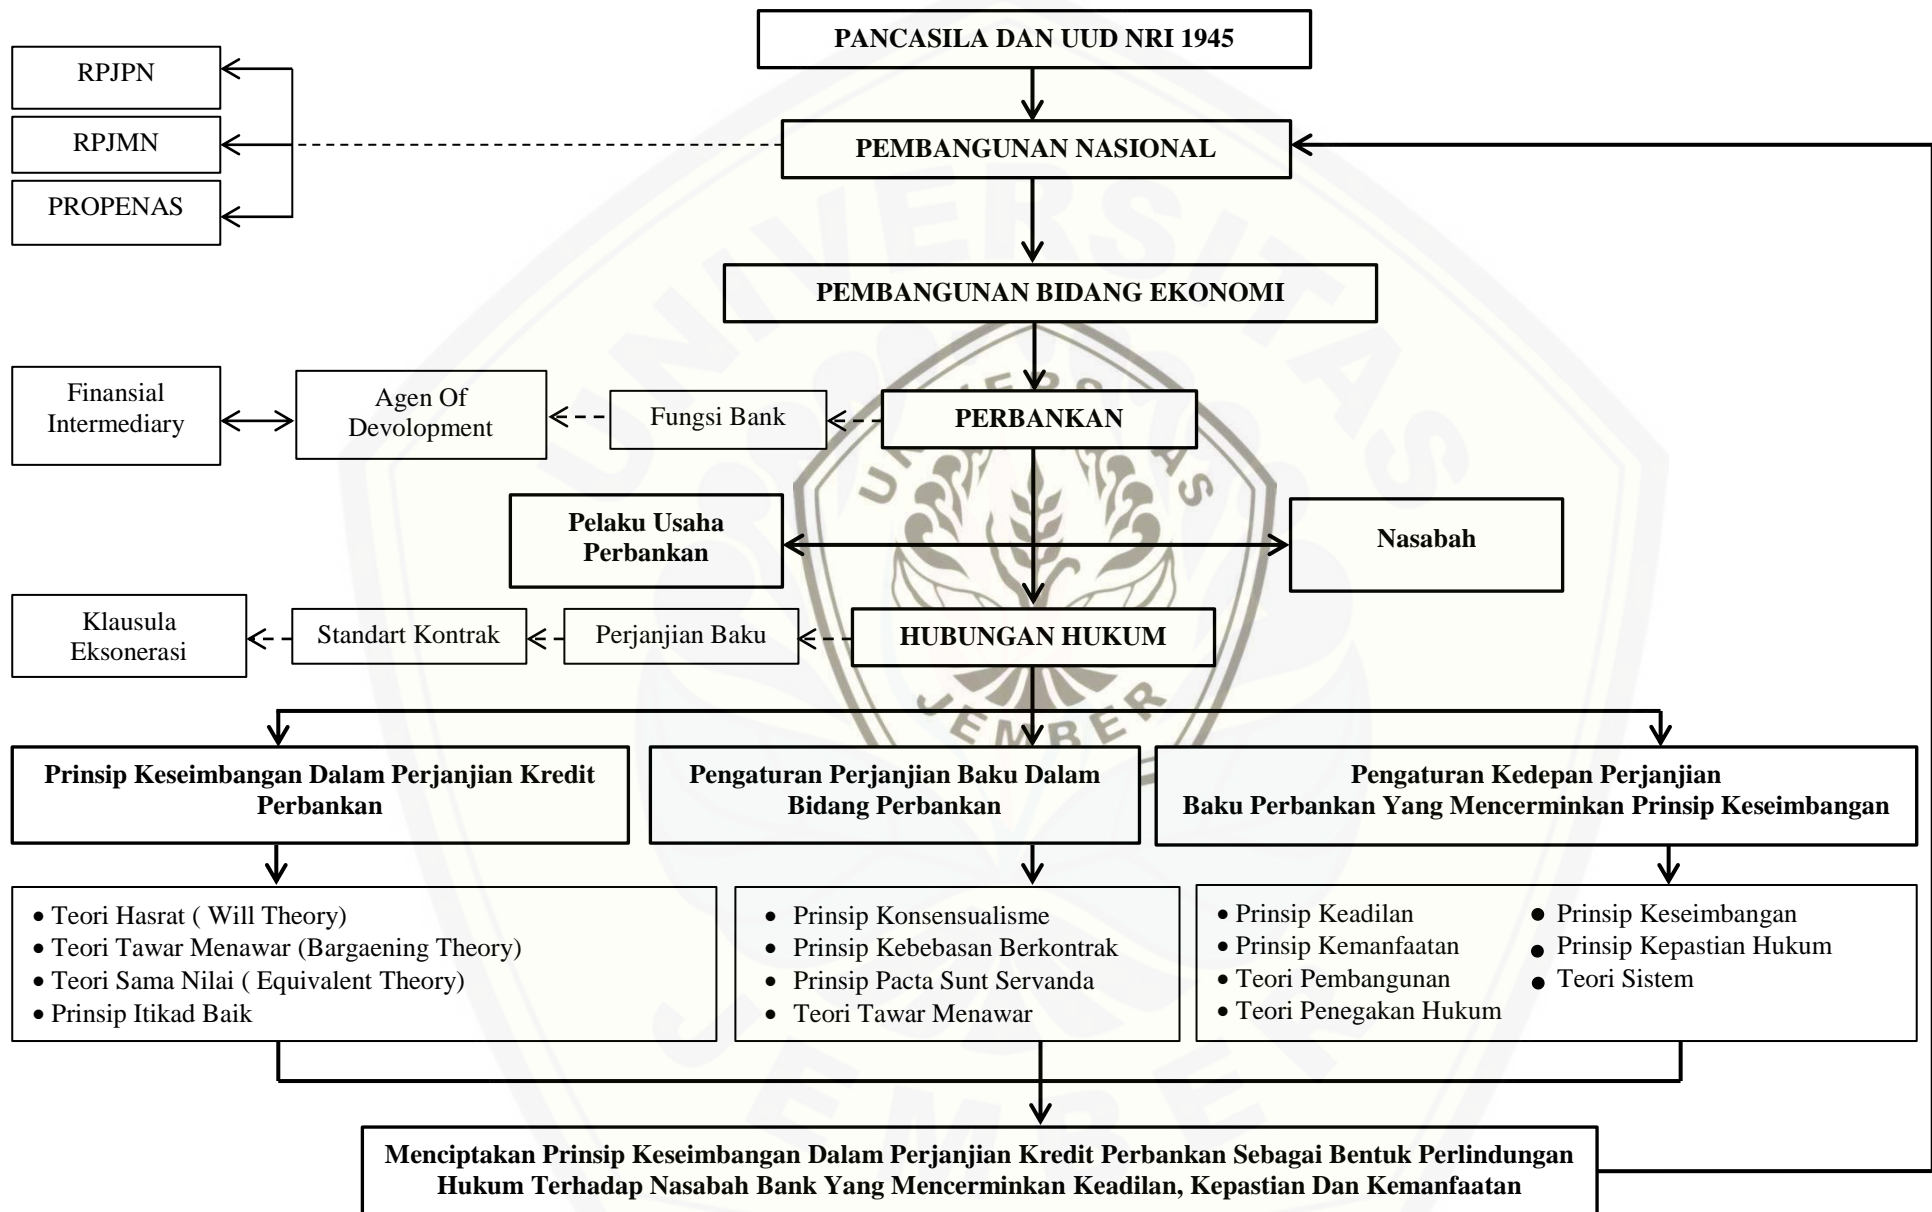 PANCASILA DAN UUD NRI 1945
RPJPN
RPJMN
PROPENAS
PEMBANGUNAN NASIONAL
PEMBANGUNAN BIDANG EKONOMI
Finansial
Intermediary
Agen Of
Devolopment
Fungsi Bank
PERBANKAN
Pelaku Usaha
Perbankan
Nasabah
Klausula
Eksonerasi
Standart Kontrak
Perjanjian Baku
HUBUNGAN HUKUM
Prinsip Keseimbangan Dalam Perjanjian Kredit
Perbankan
Pengaturan Perjanjian Baku Dalam
Bidang Perbankan
Pengaturan Kedepan Perjanjian
Baku Perbankan Yang Mencerminkan Prinsip Keseimbangan
• Teori Hasrat ( Will Theory)
• Teori Tawar Menawar (Bargaening Theory)
• Teori Sama Nilai ( Equivalent Theory)
• Prinsip Itikad Baik
• Prinsip Konsensualisme
• Prinsip Kebebasan Berkontrak
• Prinsip Pacta Sunt Servanda
• Teori Tawar Menawar
• Prinsip Keadilan
• Prinsip Kemanfaatan
• Teori Pembangunan
• Teori Penegakan Hukum
• Prinsip Keseimbangan
• Prinsip Kepastian Hukum
• Teori Sistem
Menciptakan Prinsip Keseimbangan Dalam Perjanjian Kredit Perbankan Sebagai Bentuk Perlindungan
Hukum Terhadap Nasabah Bank Yang Mencerminkan Keadilan, Kepastian Dan Kemanfaatan
UNIVERSITAS
JEMBER
UNIVERSITAS
JEMBER